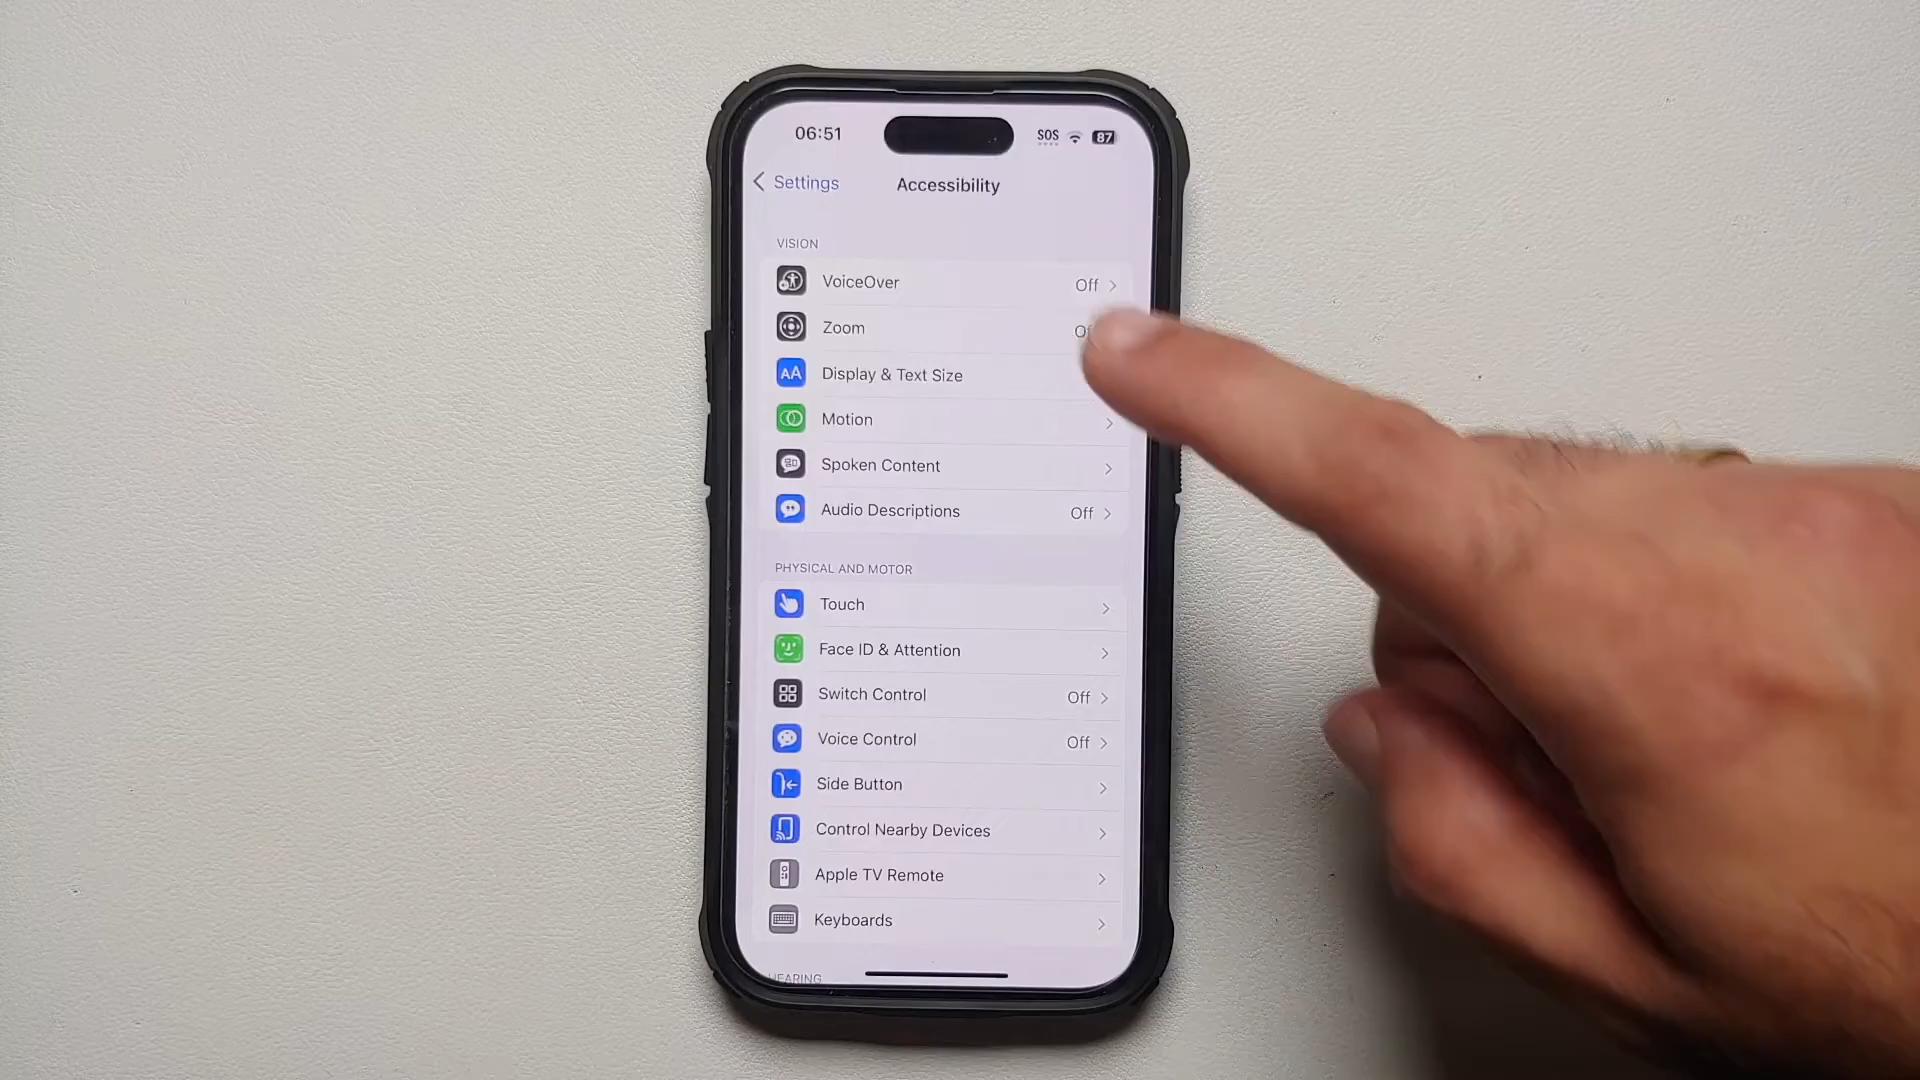 06:51 SOS 87
Settings Accessibility
VISION
VoiceOver Off
Zoom
AA Display & Text Size
Motion
Spoken Content
Audio Descriptions Off
PHYSICAL AND MOTOR
Touch
Face ID & Attention
Switch Control Off
Voice Control Off
Side Button
Control Nearby Devices
Apple TV Remote
Keyboards
HEARING